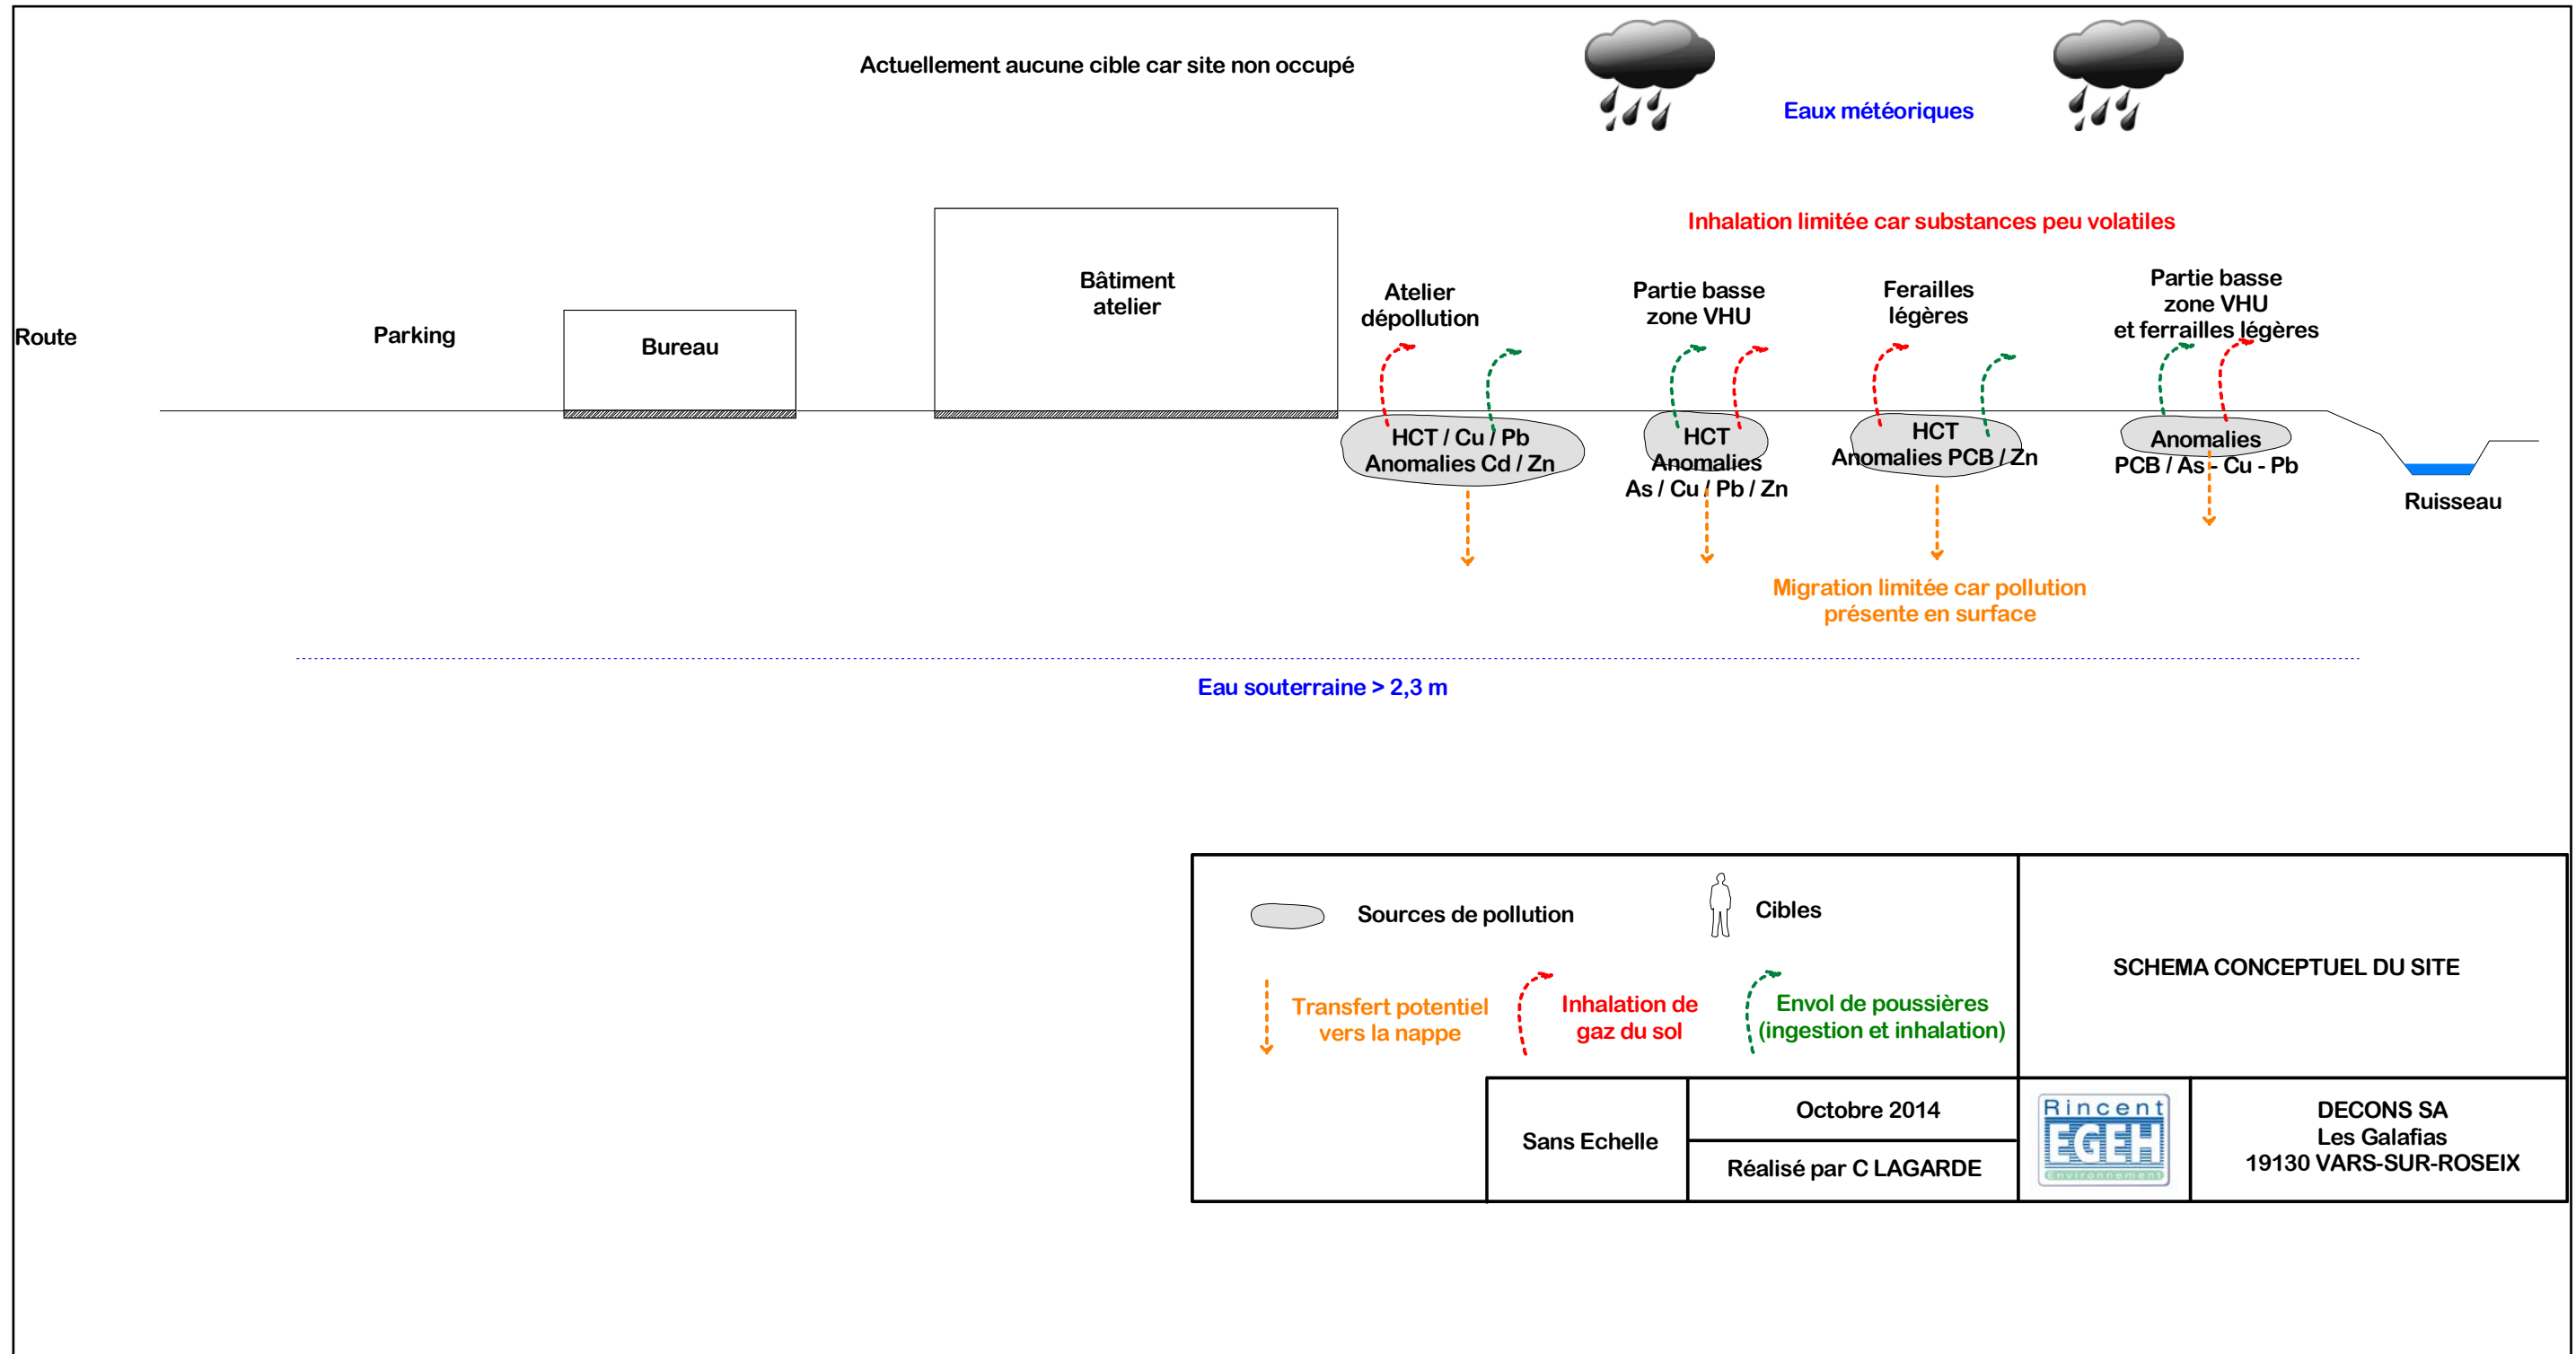 Actuellement aucune cible car site non occupé
Eaux météoriques
Inhalation limitée car substances peu volatiles
Route
Parking
Bureau
Bâtiment
atelier
Atelier
dépollution
Partie basse
zone VHU
Ferailles
légères
Partie basse
zone VHU
et ferrailles légères
HCT / Cu / Pb
Anomalies Cd / Zn
HCT
Anomalies
As / Cu / Pb / Zn
HCT
Anomalies PCB / Zn
Anomalies
PCB / As - Cu - Pb
Ruisseau
Migration limitée car pollution
présente en surface
Eau souterraine > 2,3 m
Sources de pollution
Cibles
Transfert potentiel
vers la nappe
Inhalation de
gaz du sol
Envol de poussières
(ingestion et inhalation)
SCHEMA CONCEPTUEL DU SITE
Sans Echelle
Octobre 2014
Réalisé par C LAGARDE
Rincent
EGEH
Environnement
DECONS SA
Les Galafias
19130 VARS-SUR-ROSEIX